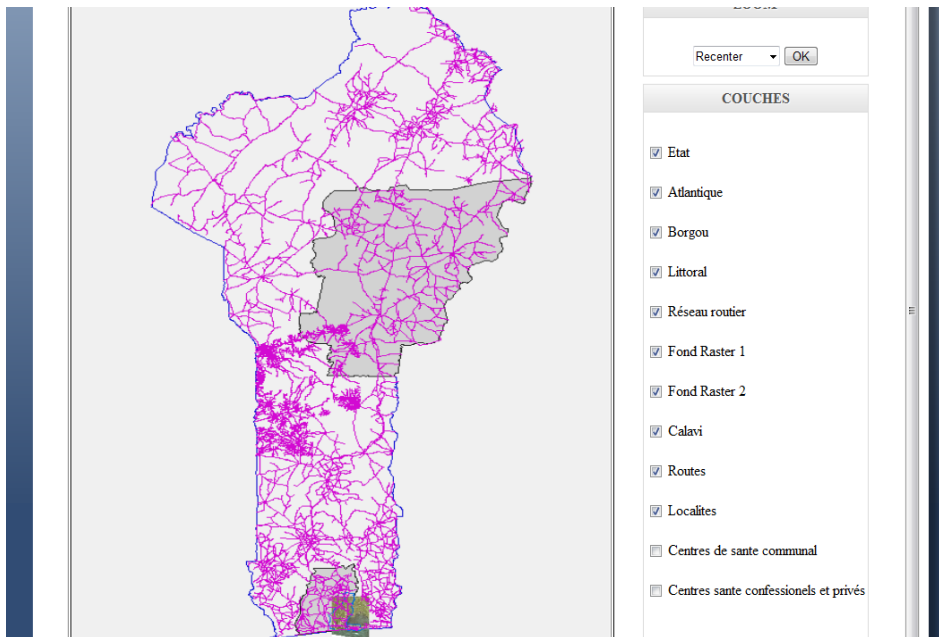 ZOOM
Recenter
OK
COUCHES
Etat
Atlantique
Borgou
Littoral
Réseau routier
Fond Raster 1
Fond Raster 2
Calavi
Routes
Localites
Centres de sante communal
Centres sante confessionels et privés